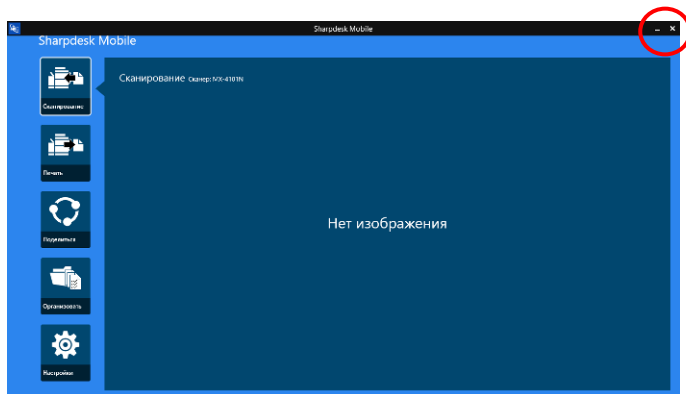 Sharpdesk Mobile
Sharpdesk Mobile
Сканирование Сканер: MX-4101N
Сканирование
Печать
Нет изображения
Поделиться
Организовать
Настройки